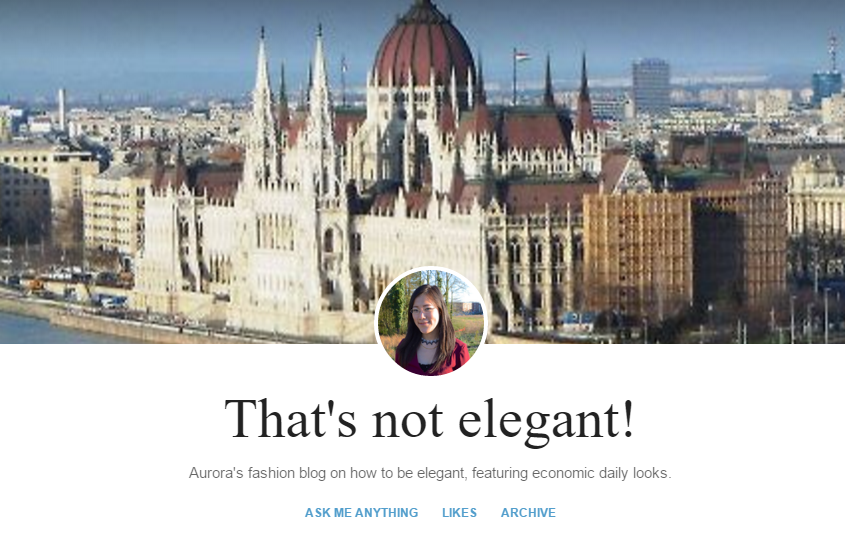 That's not elegant!
Aurora's fashion blog on how to be elegant, featuring economic daily looks.
ASK ME ANYTHING LIKES ARCHIVE